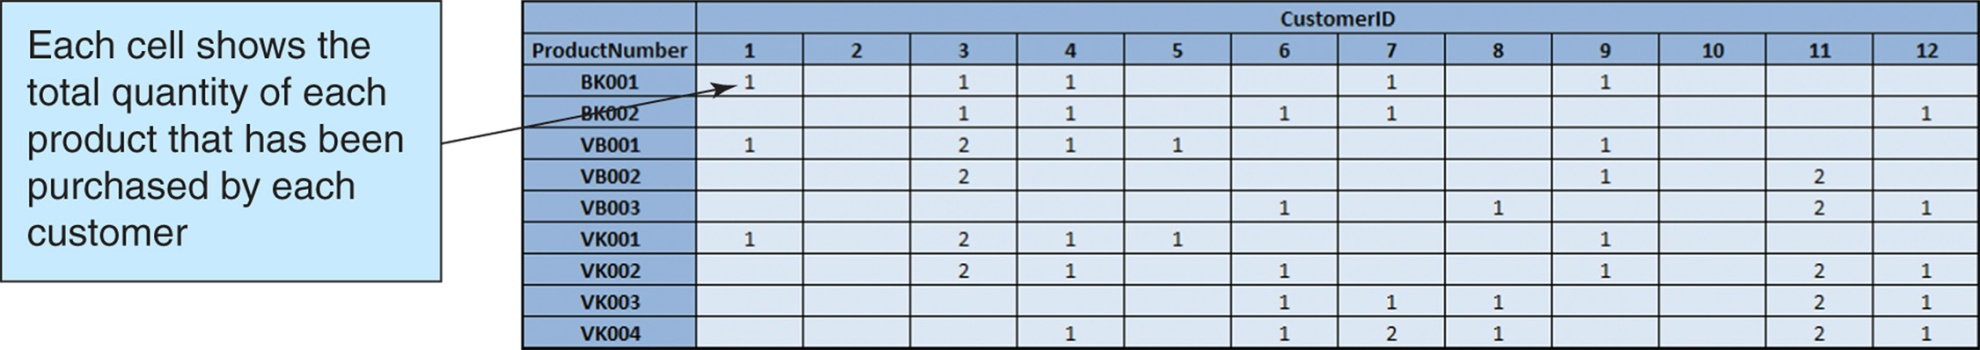 Each cell shows the
total quantity of each
product that has been
purchased by each
customer
CustomerID
ProductNumber 1 2 3 4 5 6 7 8 9 10 11 12
BK001 1 1 1 1 1
BK002 1 1 1 1 1
VB001 1 2 1 1 1
VB002 2 1 2
VB003 1 1 2 1
VK001 1 2 1 1 1
VK002 2 1 1 1 2 1
VK003 1 1 1 2 1
VK004 1 1 2 1 2 1